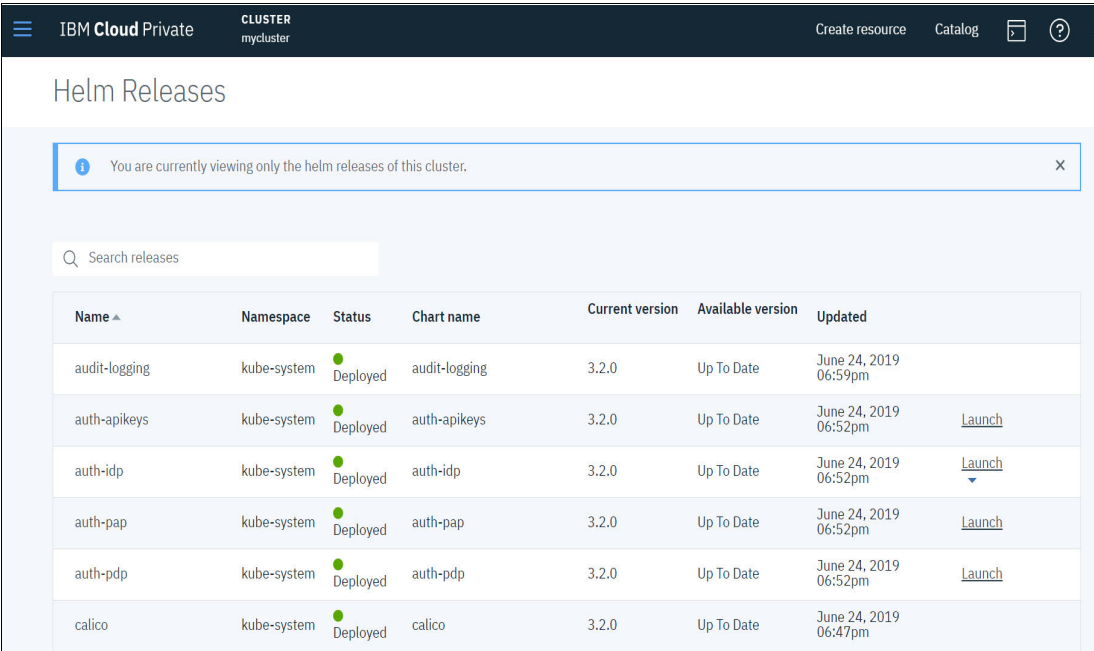 IBM Cloud Private
CLUSTER
mycluster
Create resource
Catalog
Helm Releases
You are currently viewing only the helm releases of this cluster.
Search releases
Name Namespace Status Chart name Current version Available version Updated
audit-logging kube-system Deployed audit-logging 3.2.0 Up To Date June 24, 2019 06:59pm
auth-apikeys kube-system Deployed auth-apikeys 3.2.0 Up To Date June 24, 2019 06:52pm Launch
auth-idp kube-system Deployed auth-idp 3.2.0 Up To Date June 24, 2019 06:52pm Launch
auth-pap kube-system Deployed auth-pap 3.2.0 Up To Date June 24, 2019 06:52pm Launch
auth-pdp kube-system Deployed auth-pdp 3.2.0 Up To Date June 24, 2019 06:52pm Launch
calico kube-system Deployed calico 3.2.0 Up To Date June 24, 2019 06:47pm